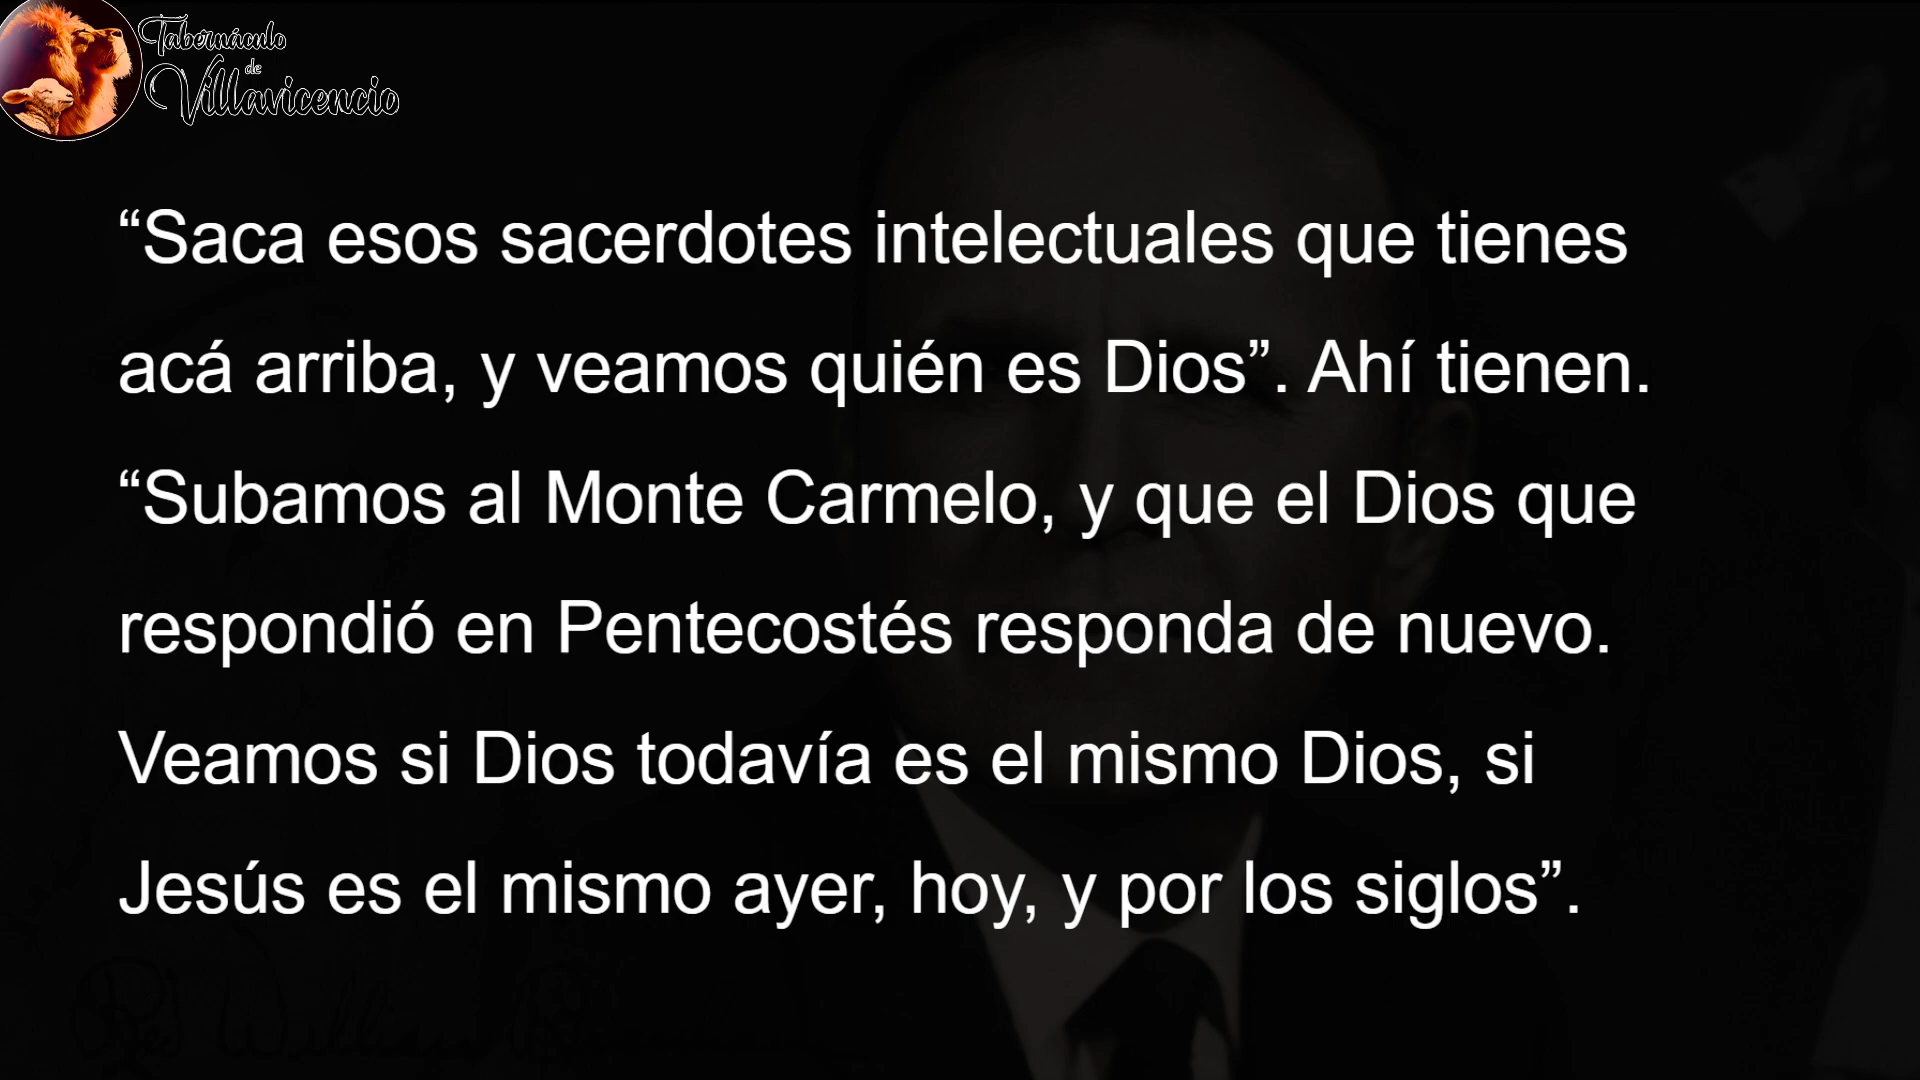 Tabernáculo
de
Villavicencio
“Saca esos sacerdotes intelectuales que tienes
acá arriba, y veamos quién es Dios”. Ahí tienen.
“Subamos al Monte Carmelo, y que el Dios que
respondió en Pentecostés responda de nuevo.
Veamos si Dios todavía es el mismo Dios, si
Jesús es el mismo ayer, hoy, y por los siglos”.